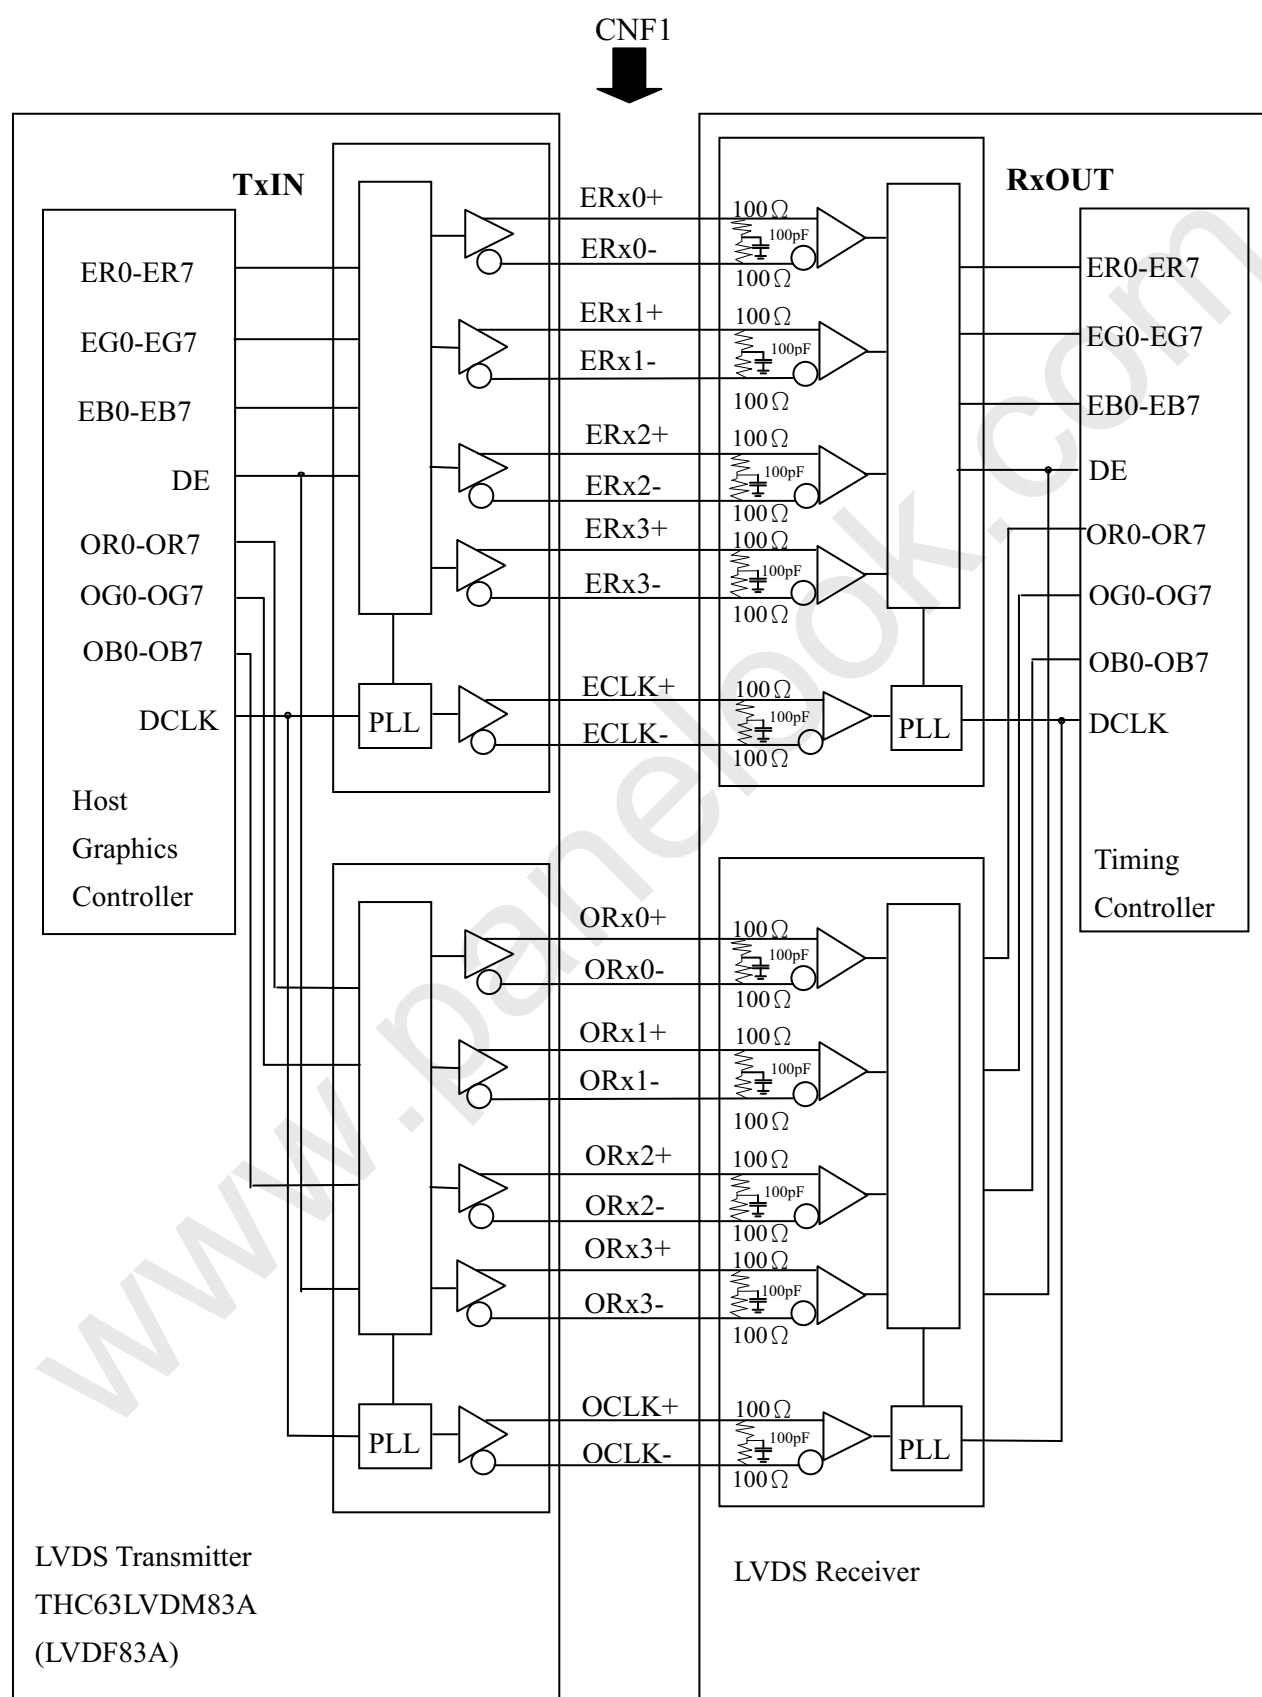 CNF1
TxIN
RxOUT
ER0-ER7
EG0-EG7
EB0-EB7
DE
OR0-OR7
OG0-OG7
OB0-OB7
DCLK
Host
Graphics
Controller
PLL
ERx0+
ERx0-
ERx1+
ERx1-
ERx2+
ERx2-
ERx3+
ERx3-
ECLK+
ECLK-
100Ω
100pF
100Ω
100Ω
100pF
100Ω
100Ω
100pF
100Ω
100Ω
100pF
100Ω
100Ω
100pF
100Ω
PLL
ER0-ER7
EG0-EG7
EB0-EB7
DE
OR0-OR7
OG0-OG7
OB0-OB7
DCLK
Timing
Controller
PLL
ORx0+
ORx0-
ORx1+
ORx1-
ORx2+
ORx2-
ORx3+
ORx3-
OCLK+
OCLK-
100Ω
100pF
100Ω
100Ω
100pF
100Ω
100Ω
100pF
100Ω
100Ω
100pF
100Ω
100Ω
100pF
100Ω
PLL
LVDS Transmitter
THC63LVDM83A
(LVDF83A)
LVDS Receiver
www.panelook.com